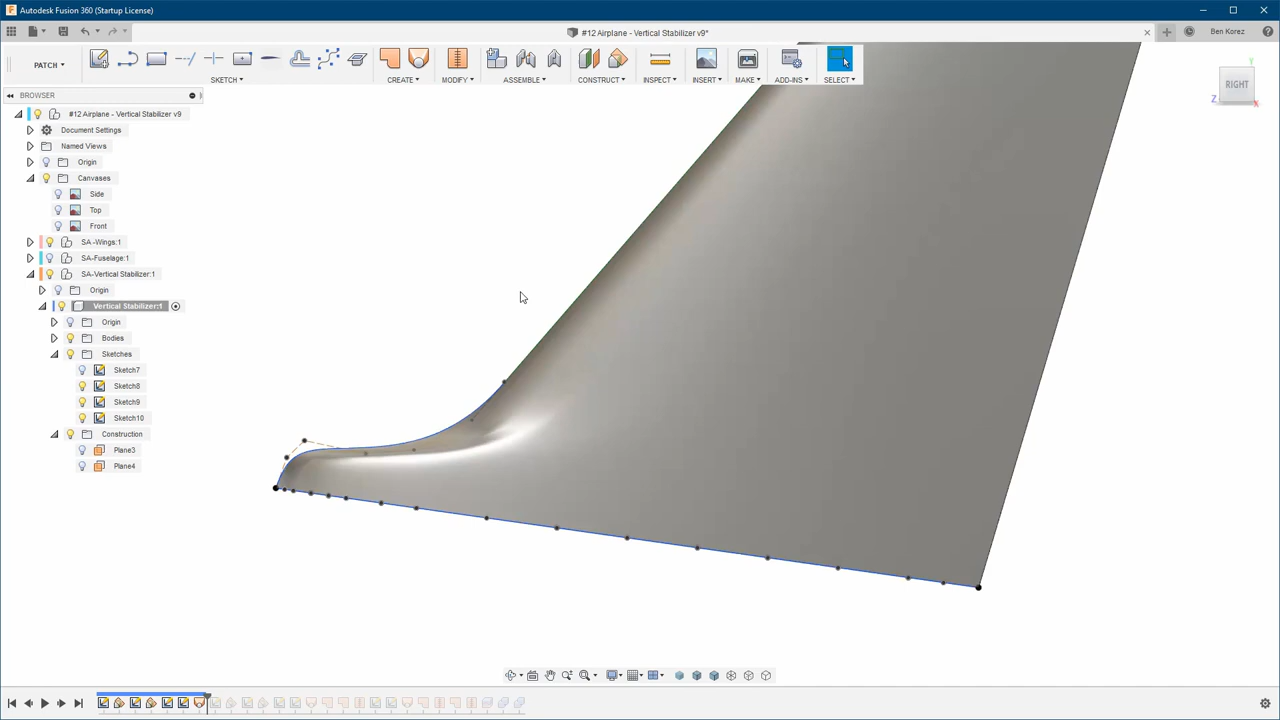 Autodesk Fusion 360 (Startup License)
#12 Airplane - Vertical Stabilizer v9*
Ben Korez
PATCH
SKETCH
CREATE
MODIFY
ASSEMBLE
CONSTRUCT
INSPECT
INSERT
MAKE
ADD-INS
SELECT
BROWSER
#12 Airplane - Vertical Stabilizer v9
Document Settings
Named Views
Origin
Canvases
Side
Top
Front
SA -Wings:1
SA-Fuselage:1
SA-Vertical Stabilizer:1
Origin
Vertical Stabilizer:1
Origin
Bodies
Sketches
Sketch7
Sketch8
Sketch9
Sketch10
Construction
Plane3
Plane4
Y
RIGHT
Z
X